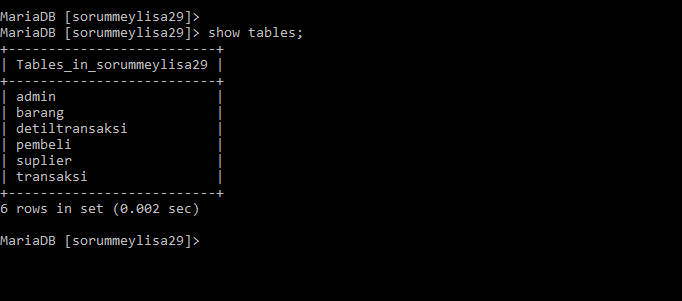 MariaDB [sorummeylisa29]>
MariaDB [sorummeylisa29]> show tables;
+--------------------------+
| Tables_in_sorummeylisa29 |
+--------------------------+
| admin                    |
| barang                   |
| detiltransaksi           |
| pembeli                  |
| suplier                  |
| transaksi                |
+--------------------------+
6 rows in set (0.002 sec)
MariaDB [sorummeylisa29]>